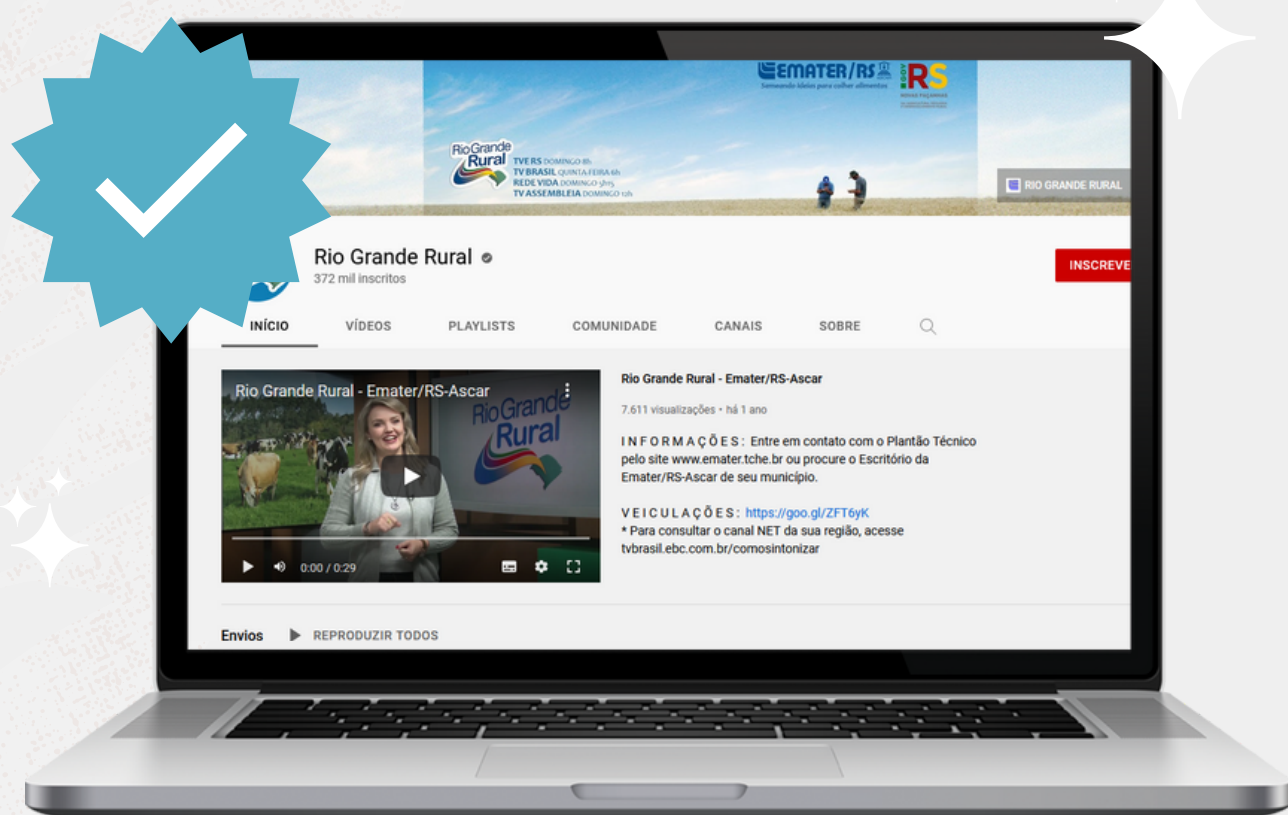 EMATER/RS
Semeando ideias para colher alimentos
GOV
RS
NOVAS FAÇANHAS
Rio Grande
Rural
TVE RS DOMINGO 8h
TV BRASIL QUINTA-FEIRA 6h
REDE VIDA DOMINGO 5h15
TV ASSEMBLEIA DOMINGO 12h
RIO GRANDE RURAL
Rio Grande Rural
372 mil inscritos
INSCREVE
INÍCIO VÍDEOS PLAYLISTS COMUNIDADE CANAIS SOBRE
Rio Grande Rural - Emater/RS-Ascar
Rio Grande
Rural
0:00 / 0:29
Rio Grande Rural - Emater/RS-Ascar
7.611 visualizações • há 1 ano
I N F O R M A Ç Õ E S : Entre em contato com o Plantão Técnico
pelo site www.emater.tche.br ou procure o Escritório da
Emater/RS-Ascar de seu município.
V E I C U L A Ç Õ E S : https://goo.gl/ZFT6yK
* Para consultar o canal NET da sua região, acesse
tvbrasil.ebc.com.br/comosintonizar
Envios REPRODUZIR TODOS